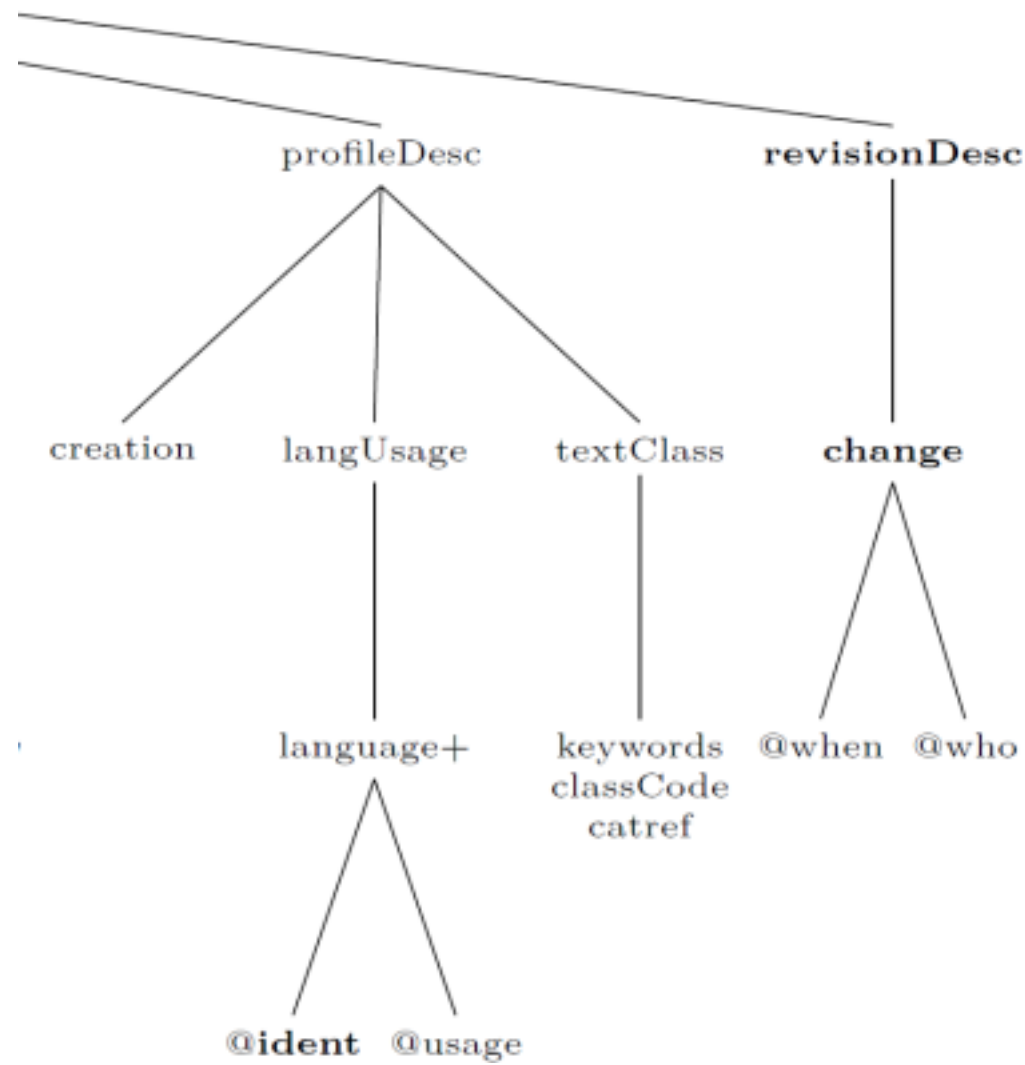 profileDesc revisionDesc
creation langUsage textClass change
language+ keywords @when @who
classCode
catref
@ident @usage